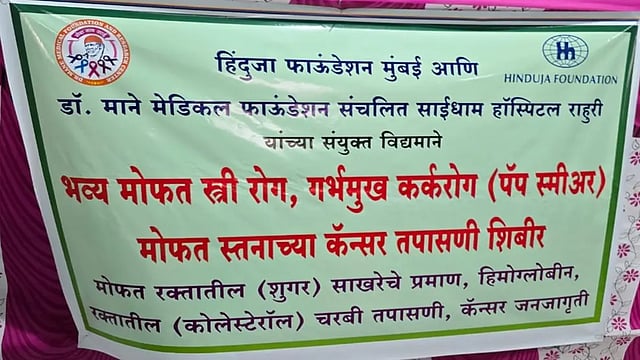 हिंदुजा फाऊंडेशन मुंबई आणि
HINDUJA FOUNDATION
डॉ. माने मेडिकल फाऊंडेशन संचलित साईधाम हॉस्पिटल राहुरी
यांच्या संयुक्त विद्यमाने
भव्य मोफत स्त्री रोग, गर्भमुख कर्करोग (पॅप स्मीअर)
मोफत स्तनाच्या कॅन्सर तपासणी शिबीर
मोफत रक्तातील (शुगर) साखरेचे प्रमाण, हिमोग्लोबीन,
रक्तातील (कोलेस्टेरॉल) चरबी तपासणी, कॅन्सर जनजागृती